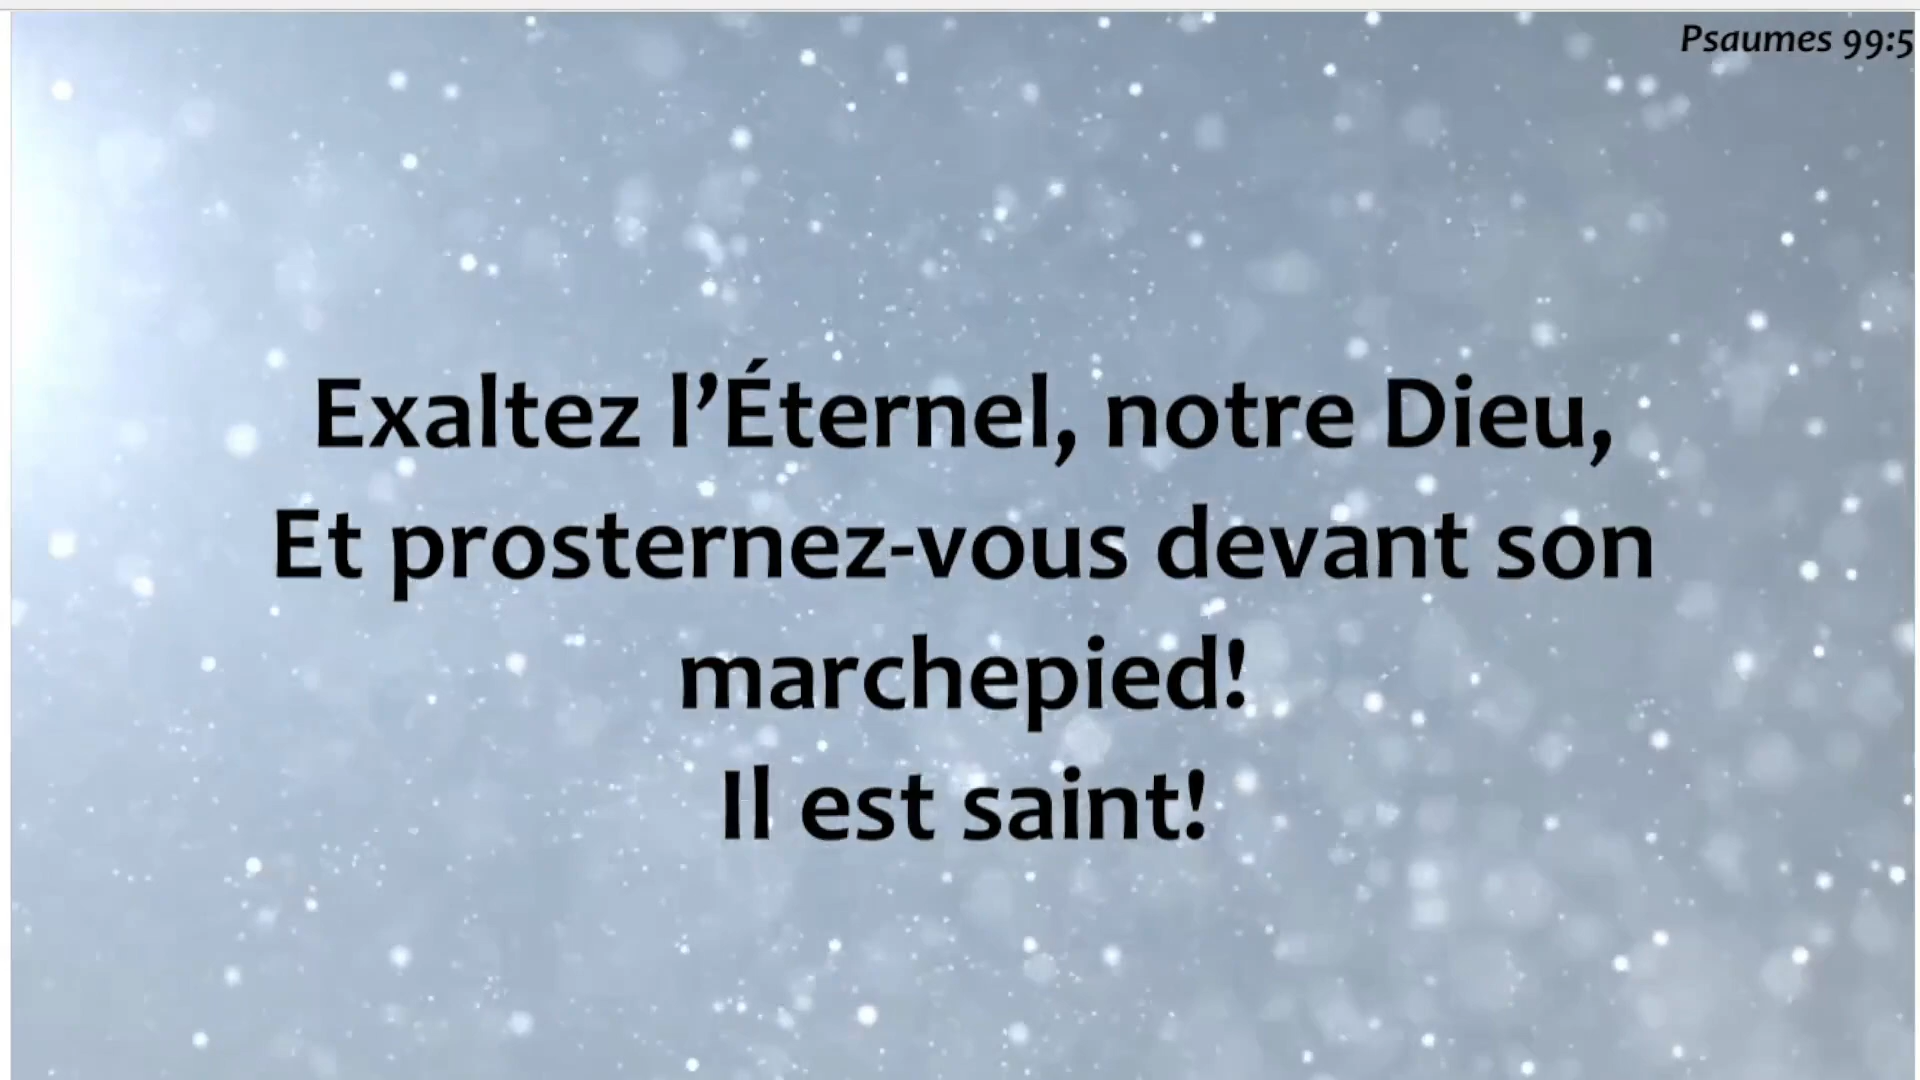 Psaumes 99:5
Exaltez l’Éternel, notre Dieu,
Et prosternez-vous devant son
marchepied!
Il est saint!